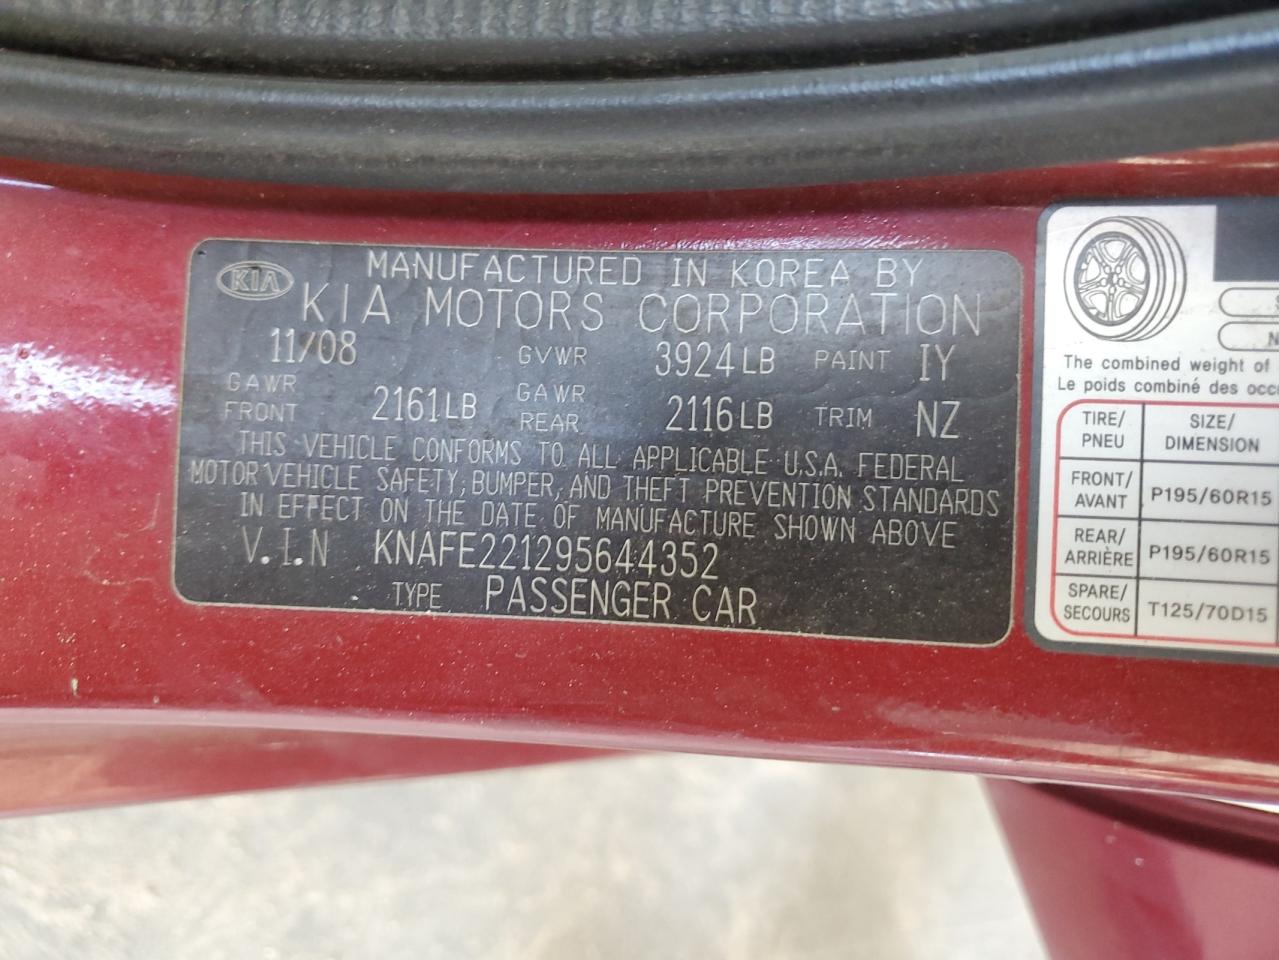 KIA
MANUFACTURED IN KOREA BY
KIA MOTORS CORPORATION
11/08 GVWR 3924LB PAINT IY
GAWR FRONT 2161LB GAWR REAR 2116LB TRIM NZ
THIS VEHICLE CONFORMS TO ALL APPLICABLE U.S.A. FEDERAL
MOTOR VEHICLE SAFETY, BUMPER, AND THEFT PREVENTION STANDARDS
IN EFFECT ON THE DATE OF MANUFACTURE SHOWN ABOVE
V.I.N KNAFE221295644352
TYPE PASSENGER CAR
The combined weight of
Le poids combiné des occ
TIRE/ SIZE/
PNEU DIMENSION
FRONT/
AVANT P195/60R15
REAR/
ARRIÈRE P195/60R15
SPARE/
SECOURS T125/70D15